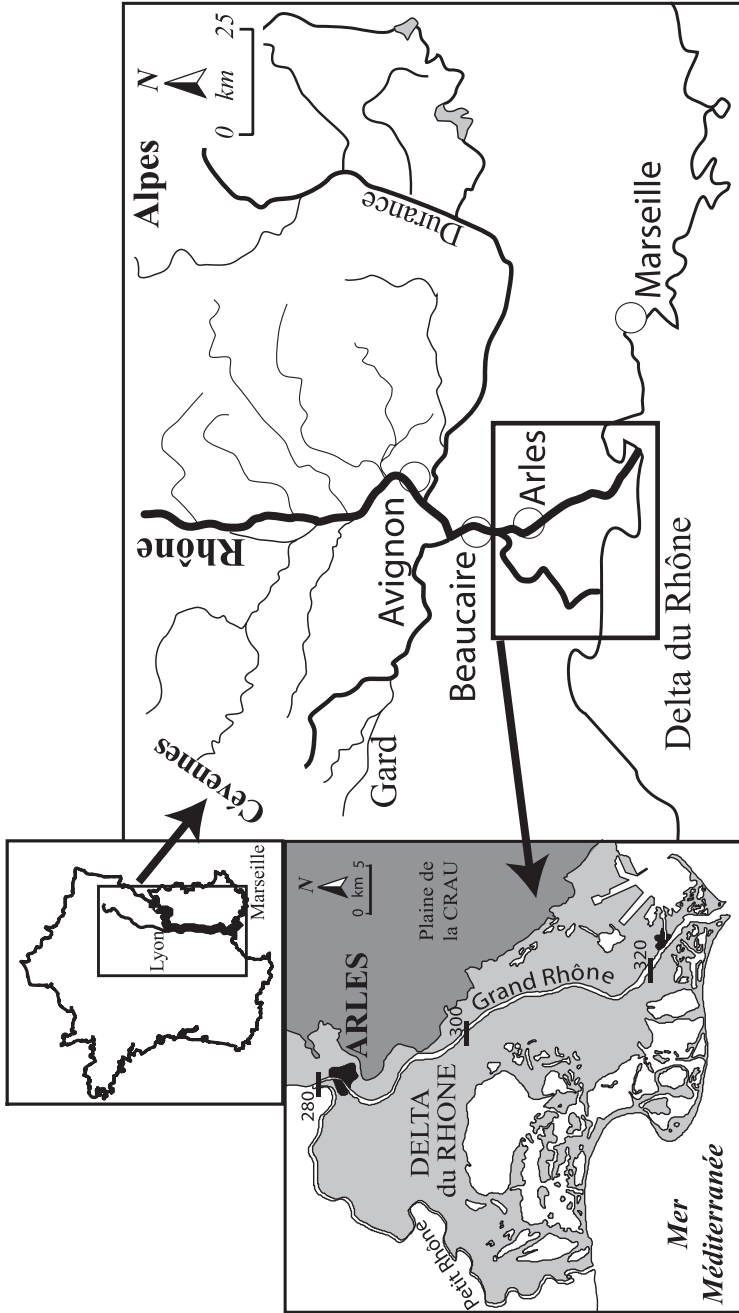 Lyon
Marseille
N
0 km 5
Plaine de
la CRAU
ARLES
280
300
320
Grand Rhône
DELTA
du RHONE
Petit Rhône
Mer
Méditerranée
Alpes
N
0 km 25
Durance
Rhône
Cévennes
Avignon
Gard
Beaucaire
Arles
Marseille
Delta du Rhône